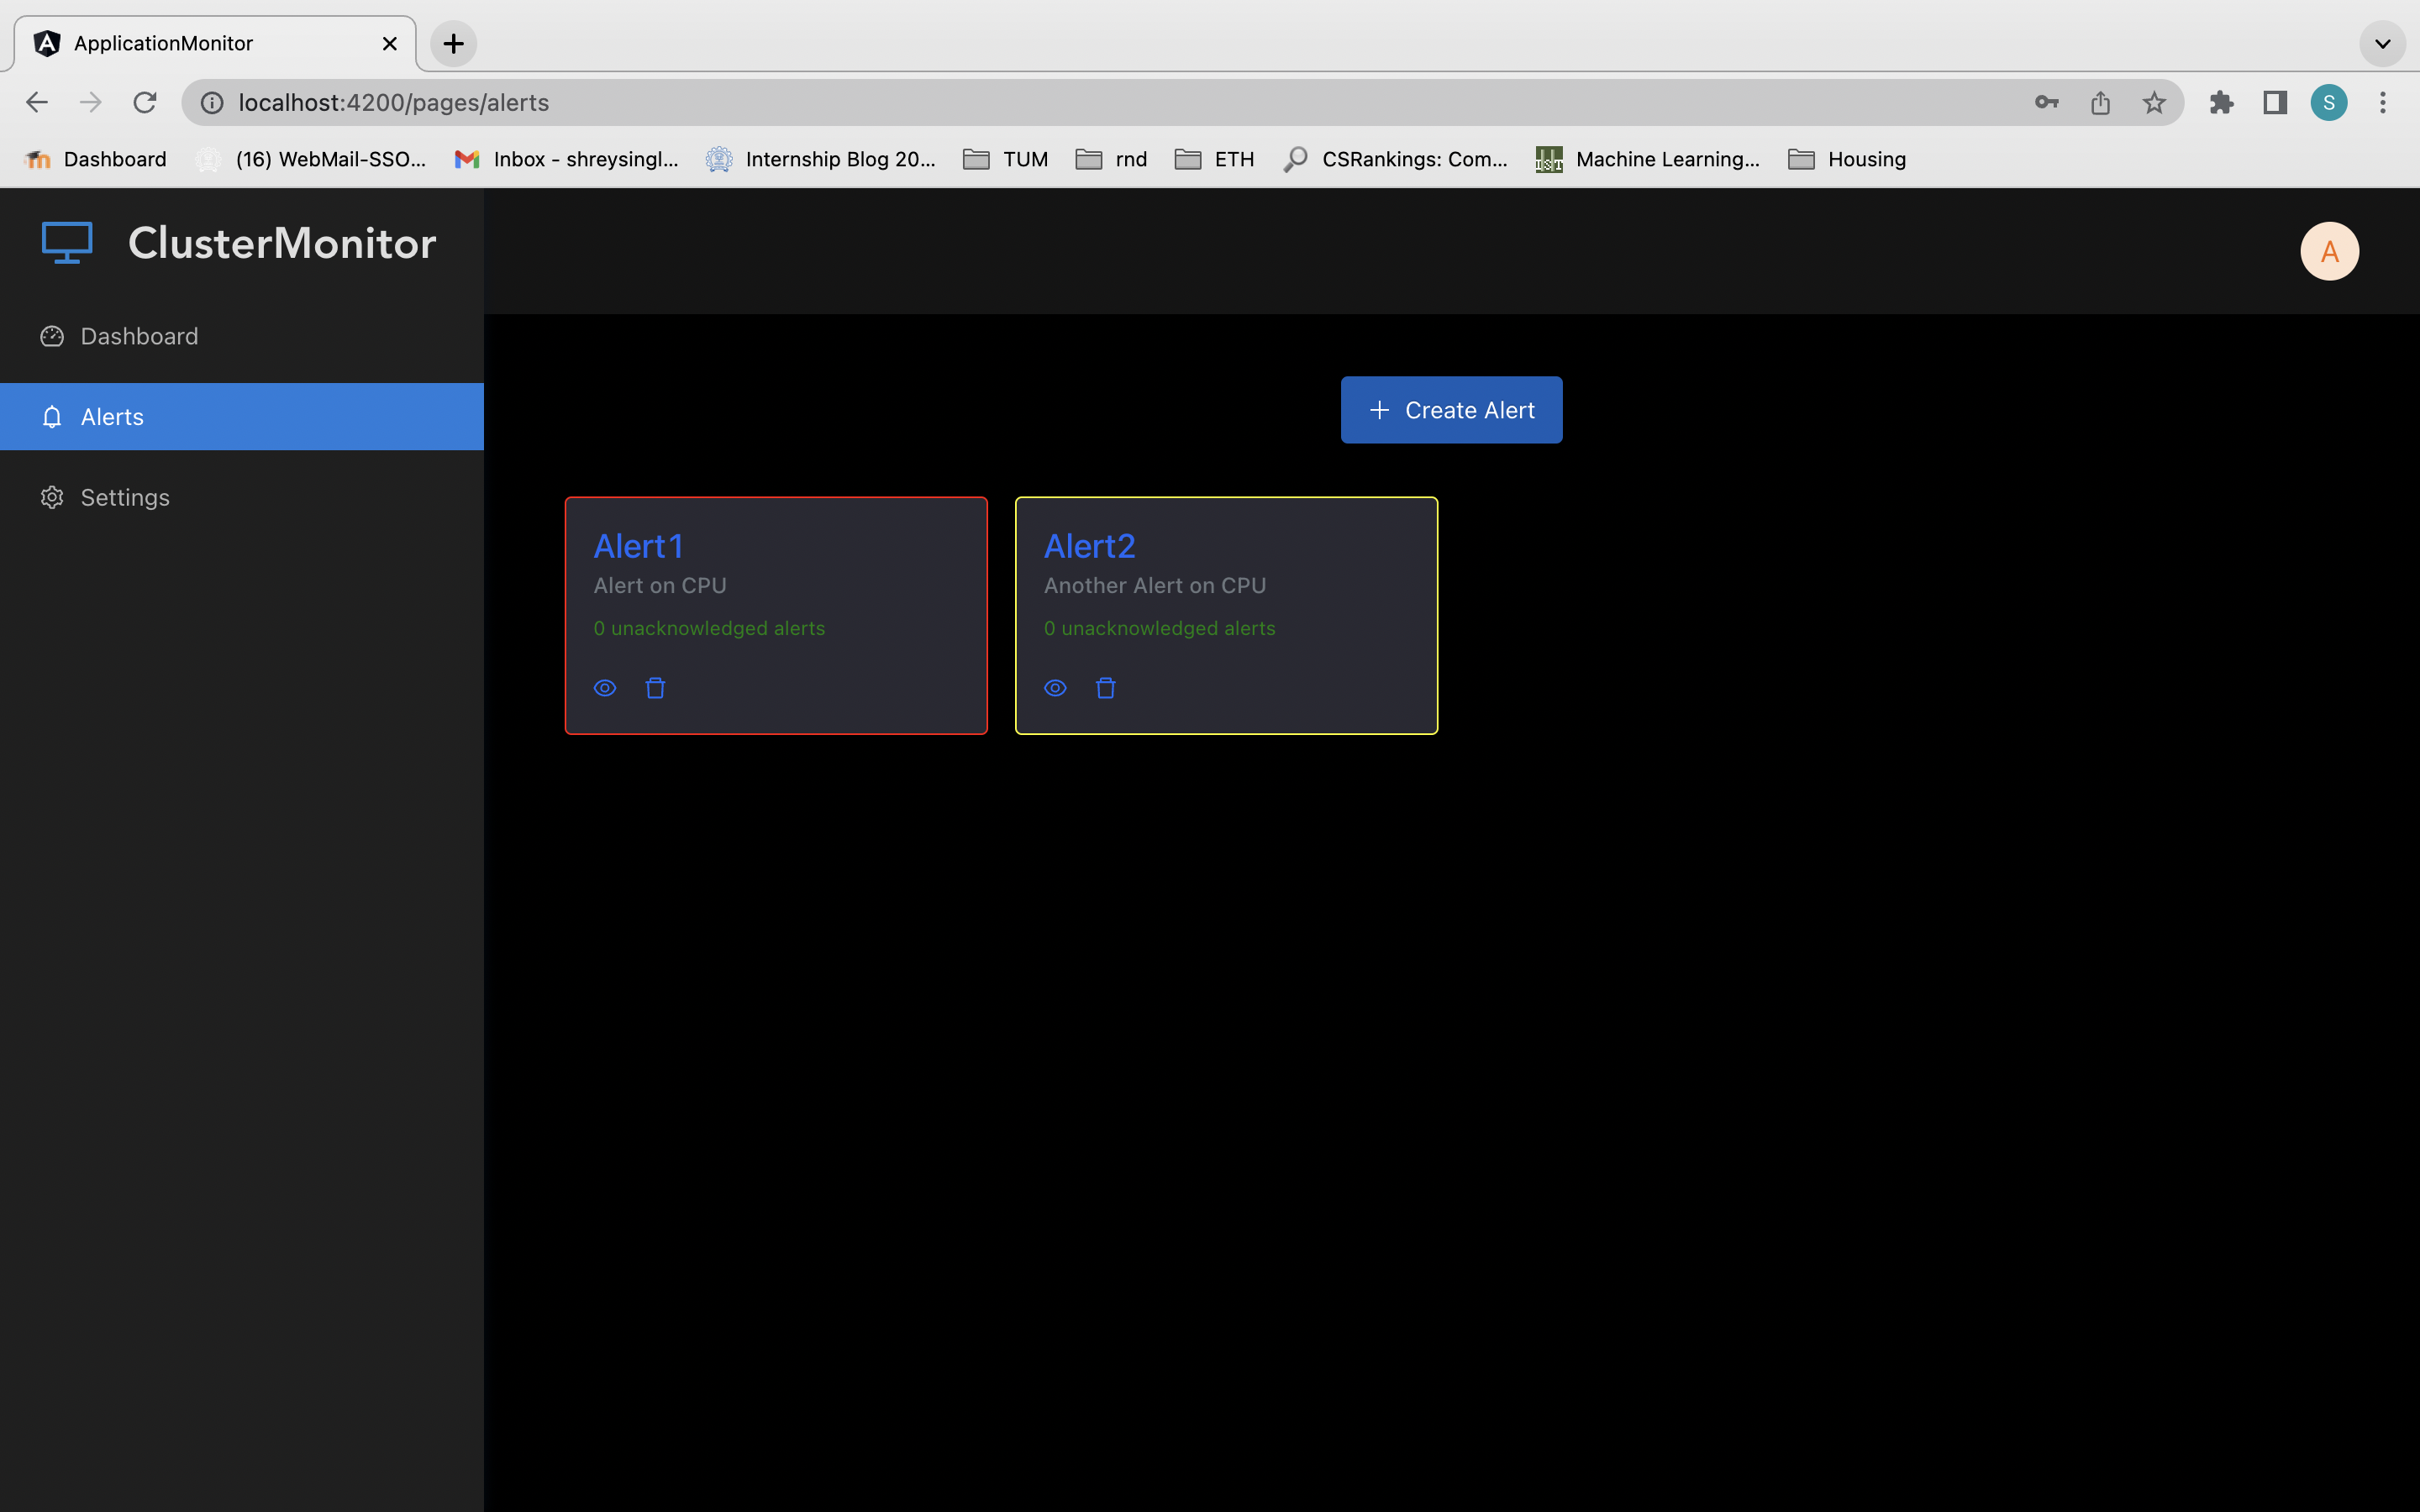 ApplicationMonitor
localhost:4200/pages/alerts
S
Dashboard
(16) WebMail-SSO...
Inbox - shreysingl...
Internship Blog 20...
TUM
rnd
ETH
CSRankings: Com...
Machine Learning...
Housing
ClusterMonitor
A
Dashboard
Alerts
Settings
+ Create Alert
Alert1
Alert on CPU
0 unacknowledged alerts
Alert2
Another Alert on CPU
0 unacknowledged alerts